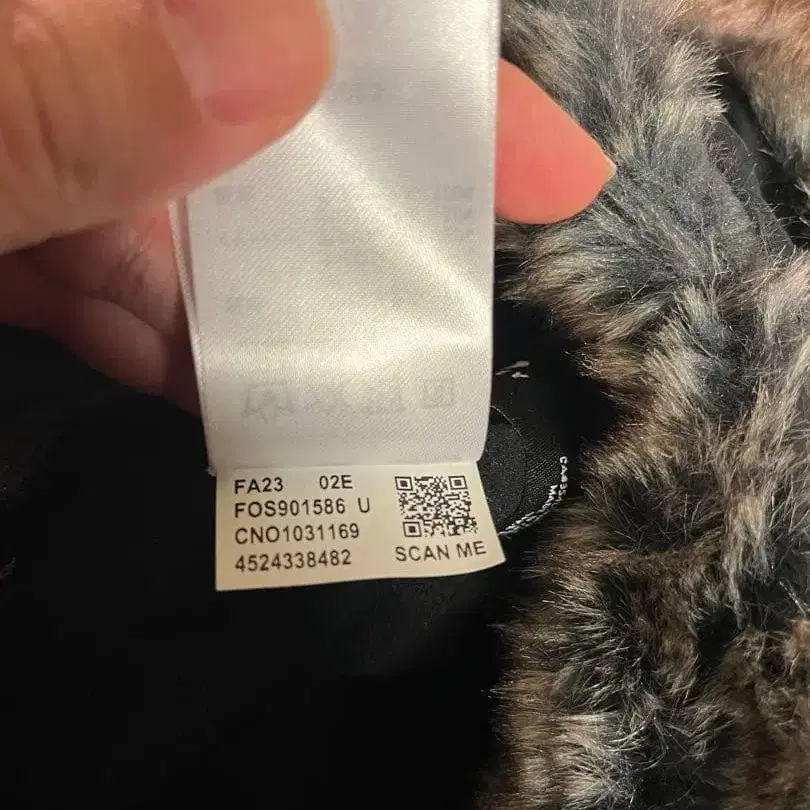 FA23 02E
FOS901586 U
CNO1031169
4524338482
SCAN ME